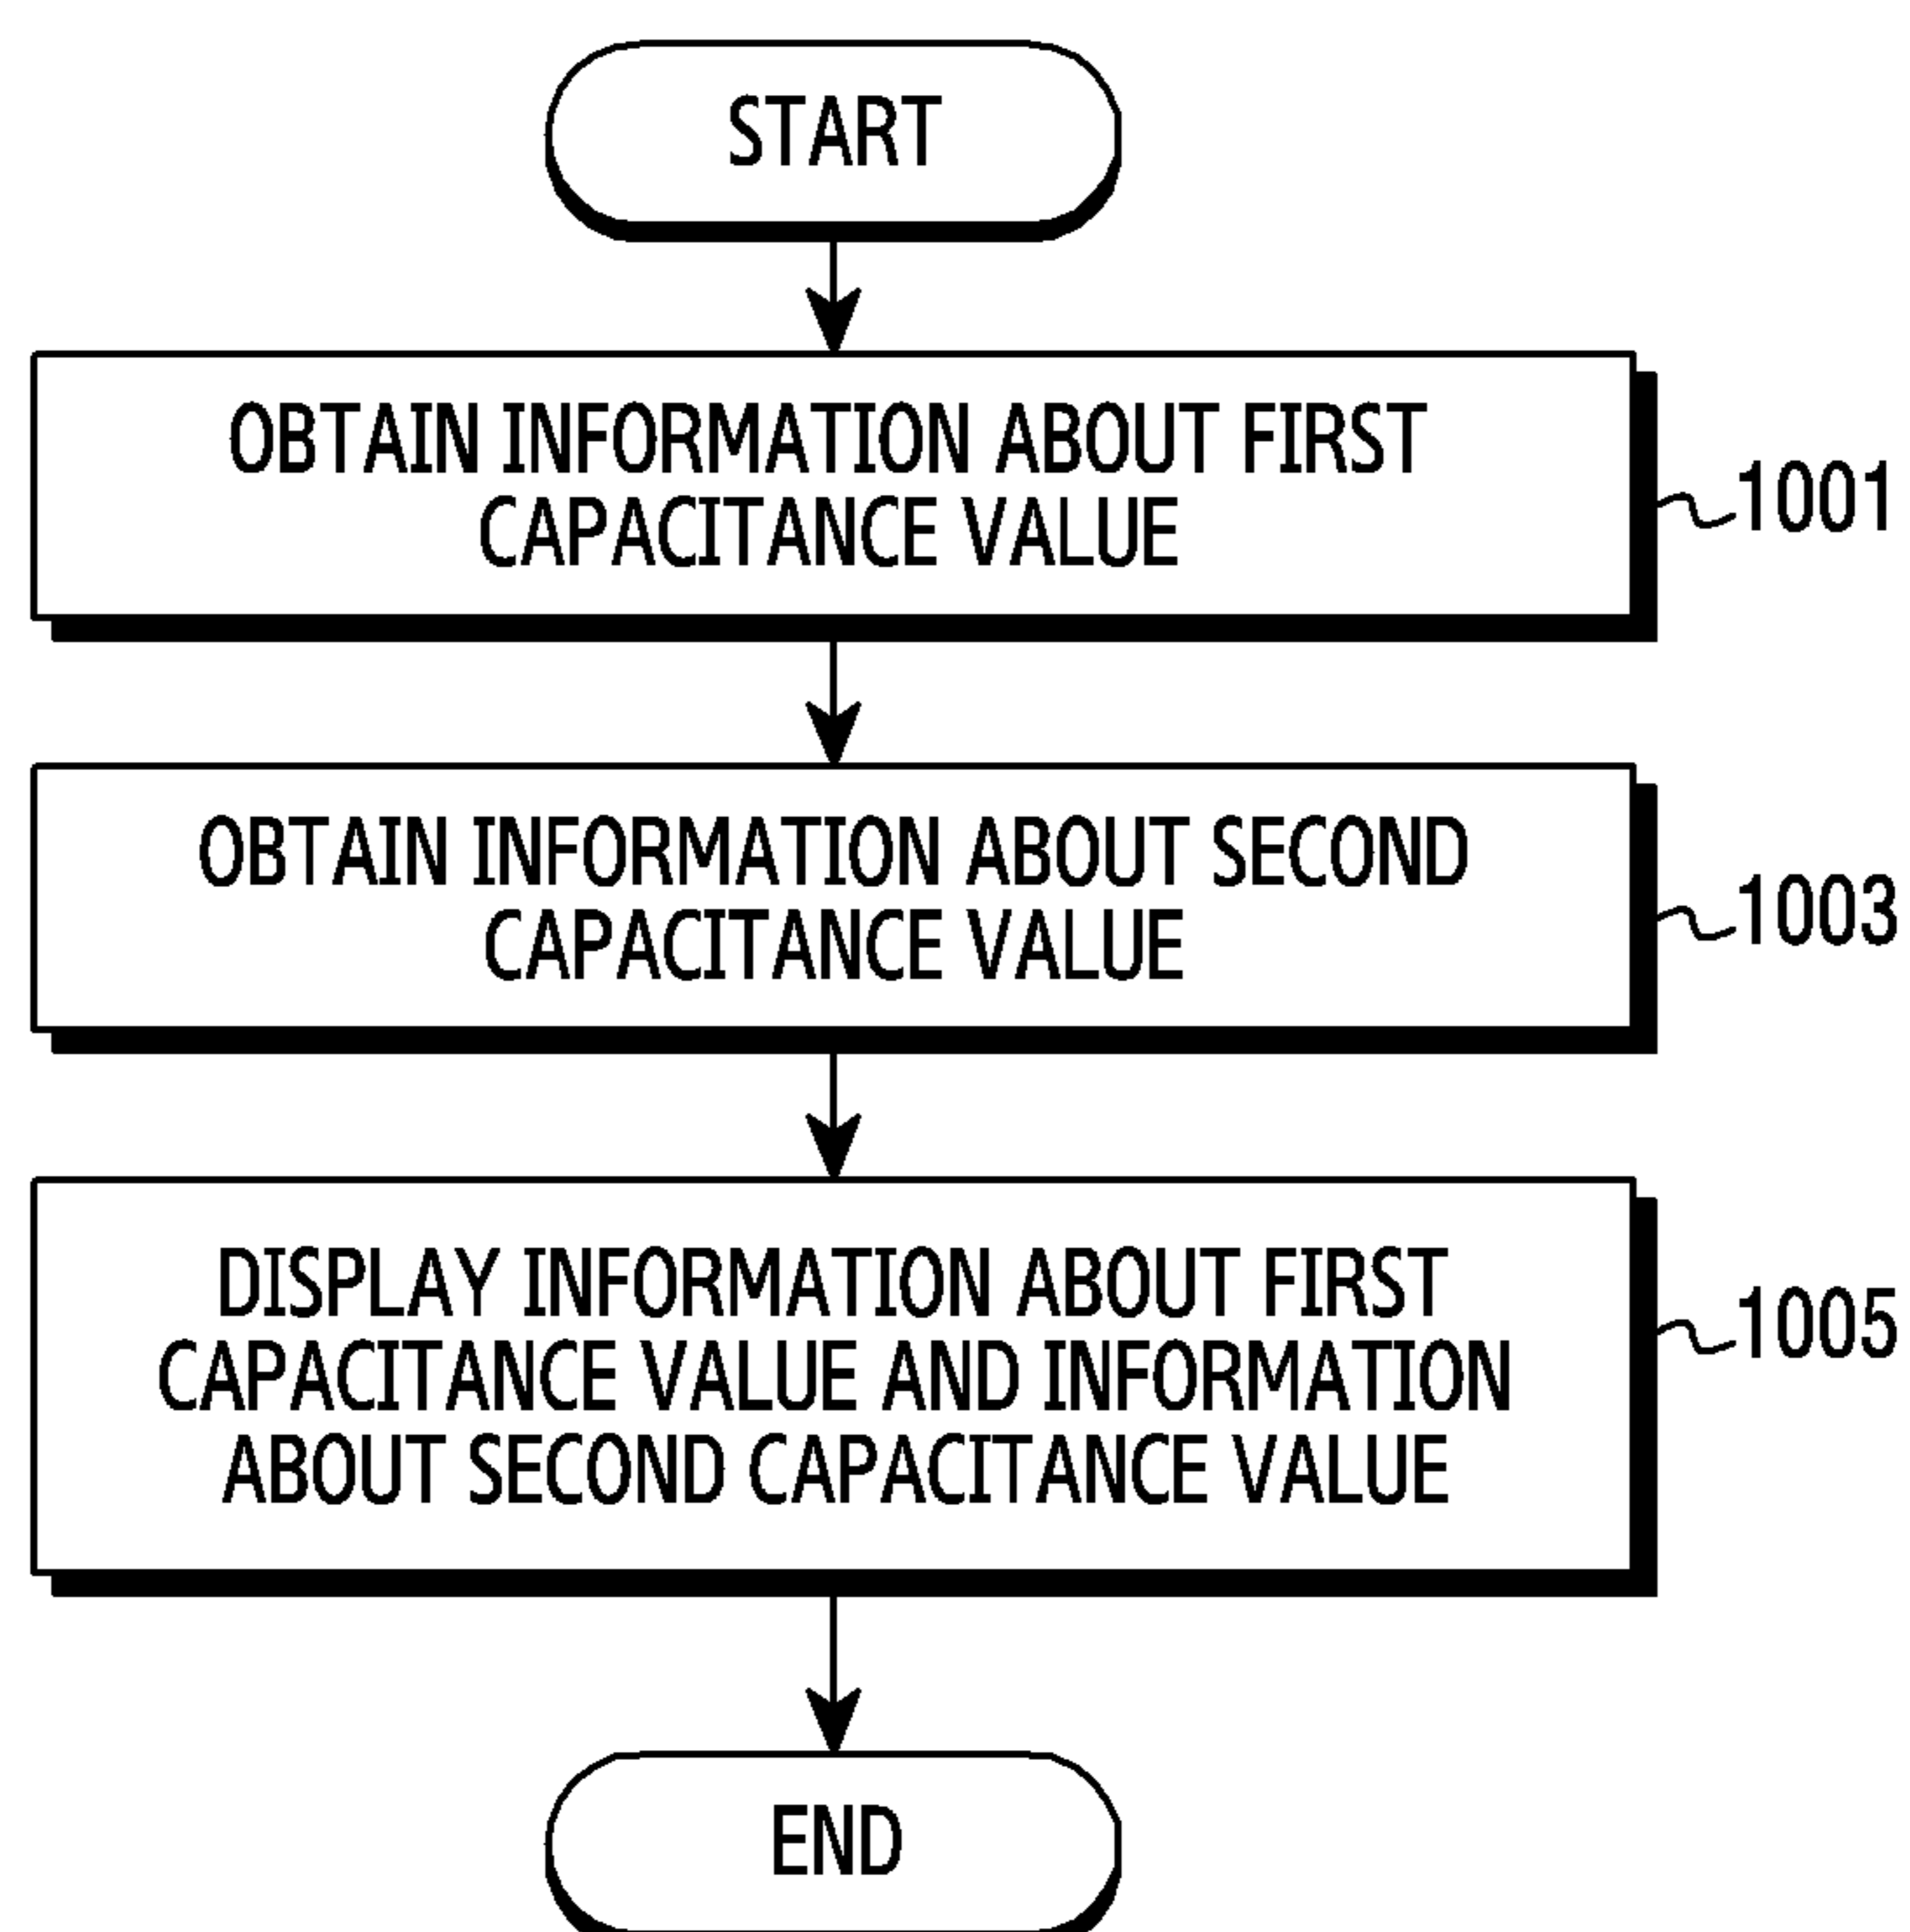 START
OBTAIN INFORMATION ABOUT FIRST
CAPACITANCE VALUE
1001
OBTAIN INFORMATION ABOUT SECOND
CAPACITANCE VALUE
1003
DISPLAY INFORMATION ABOUT FIRST
CAPACITANCE VALUE AND INFORMATION
ABOUT SECOND CAPACITANCE VALUE
1005
END